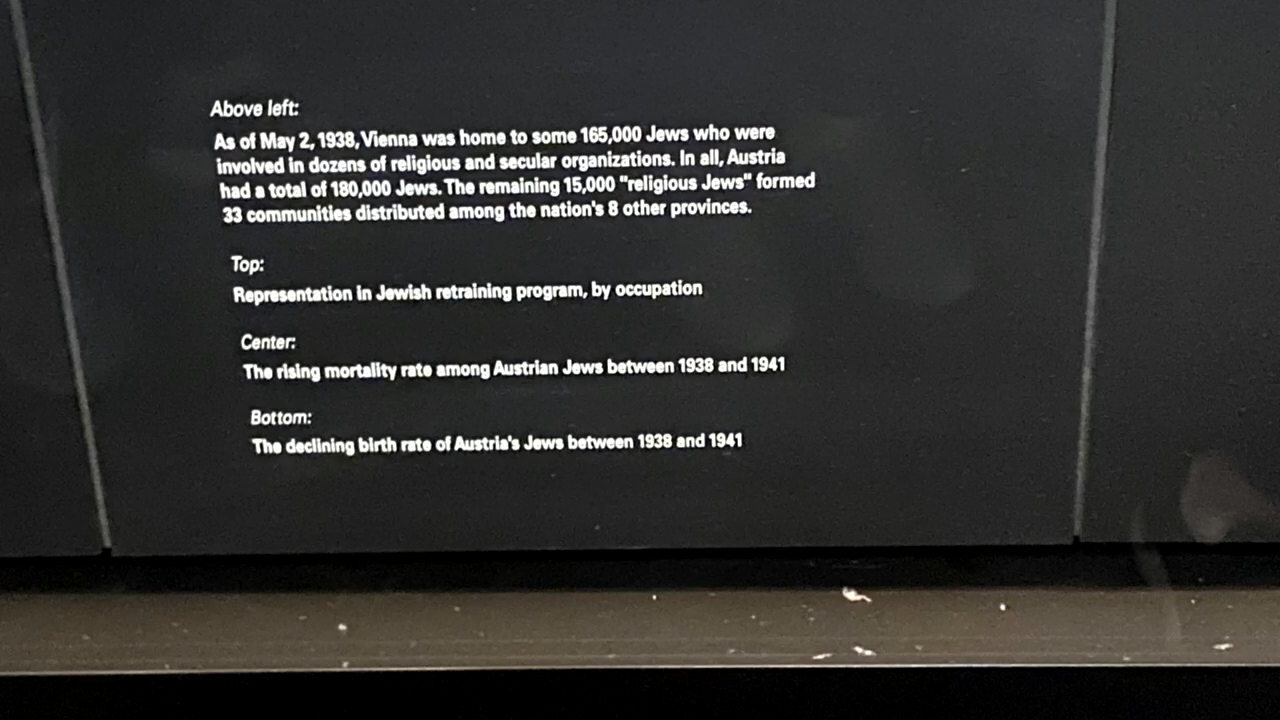 Above left:
As of May 2, 1938, Vienna was home to some 165,000 Jews who were
involved in dozens of religious and secular organizations. In all, Austria
had a total of 180,000 Jews. The remaining 15,000 "religious Jews" formed
33 communities distributed among the nation's 8 other provinces.
Top:
Representation in Jewish retraining program, by occupation
Center:
The rising mortality rate among Austrian Jews between 1938 and 1941
Bottom:
The declining birth rate of Austria's Jews between 1938 and 1941